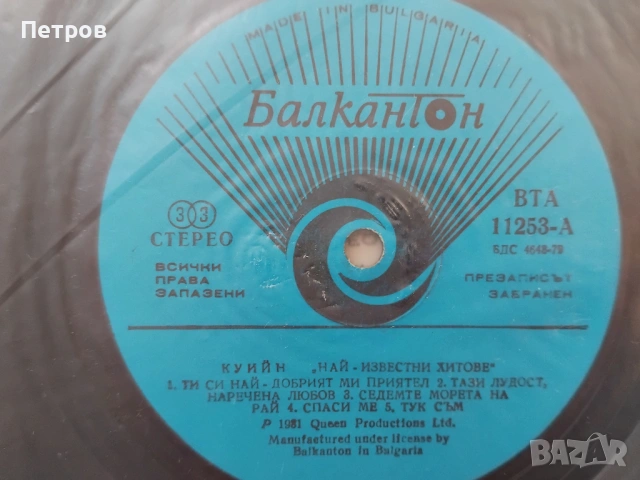 Петров
MADE IN BULGARIA
Балкантон
33
СТЕРЕО
ВСИЧКИ
ПРАВА
ЗАПАЗЕНИ
ВТА
11253-А
БДС 4648-79
ПРЕЗАПИСЪТ
ЗАБРАНЕН
КУИЙН „НАЙ-ИЗВЕСТНИ ХИТОВЕ"
1. ТИ СИ НАЙ-ДОБРИЯТ МИ ПРИЯТЕЛ 2. ТАЗИ ЛУДОСТ,
НАРЕЧЕНА ЛЮБОВ 3. СЕДЕМТЕ МОРЕТА НА
РАЙ 4. СПАСИ МЕ 5. ТУК СЪМ
P 1981 Queen Productions Ltd.
Manufactured under license by
Balkanton in Bulgaria
BAZAR